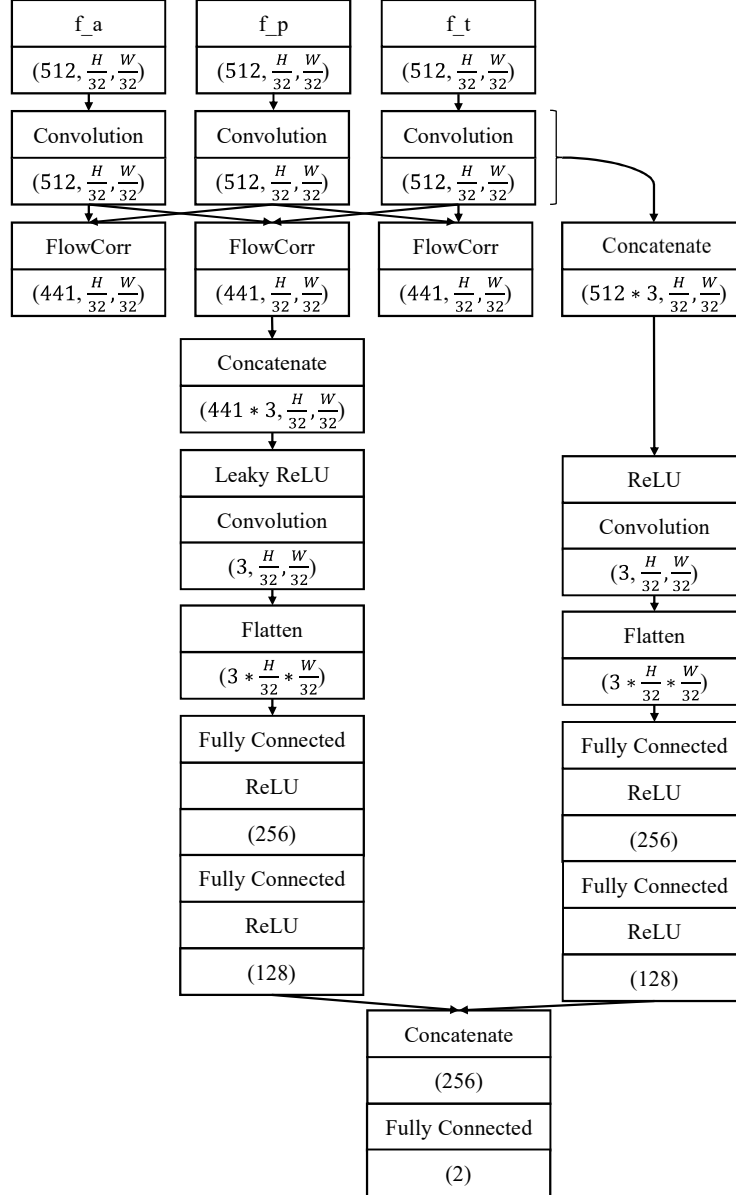 f_a
f_p
f_t
(512, H/32, W/32)
(512, H/32, W/32)
(512, H/32, W/32)
Convolution
Convolution
Convolution
(512, H/32, W/32)
(512, H/32, W/32)
(512, H/32, W/32)
FlowCorr
FlowCorr
FlowCorr
Concatenate
(441, H/32, W/32)
(441, H/32, W/32)
(441, H/32, W/32)
(512 * 3, H/32, W/32)
Concatenate
(441 * 3, H/32, W/32)
Leaky ReLU
Convolution
(3, H/32, W/32)
Flatten
(3 * H/32 * W/32)
Fully Connected
ReLU
(256)
Fully Connected
ReLU
(128)
ReLU
Convolution
(3, H/32, W/32)
Flatten
(3 * H/32 * W/32)
Fully Connected
ReLU
(256)
Fully Connected
ReLU
(128)
Concatenate
(256)
Fully Connected
(2)